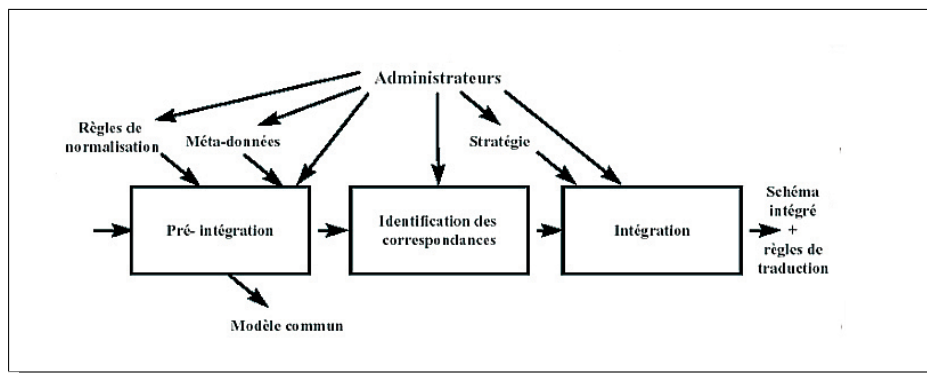 Administrateurs
Règles de
normalisation
Méta-données
Stratégie
Pré- intégration
Identification des
correspondances
Intégration
Schéma
intégré
+
règles de
traduction
Modèle commun